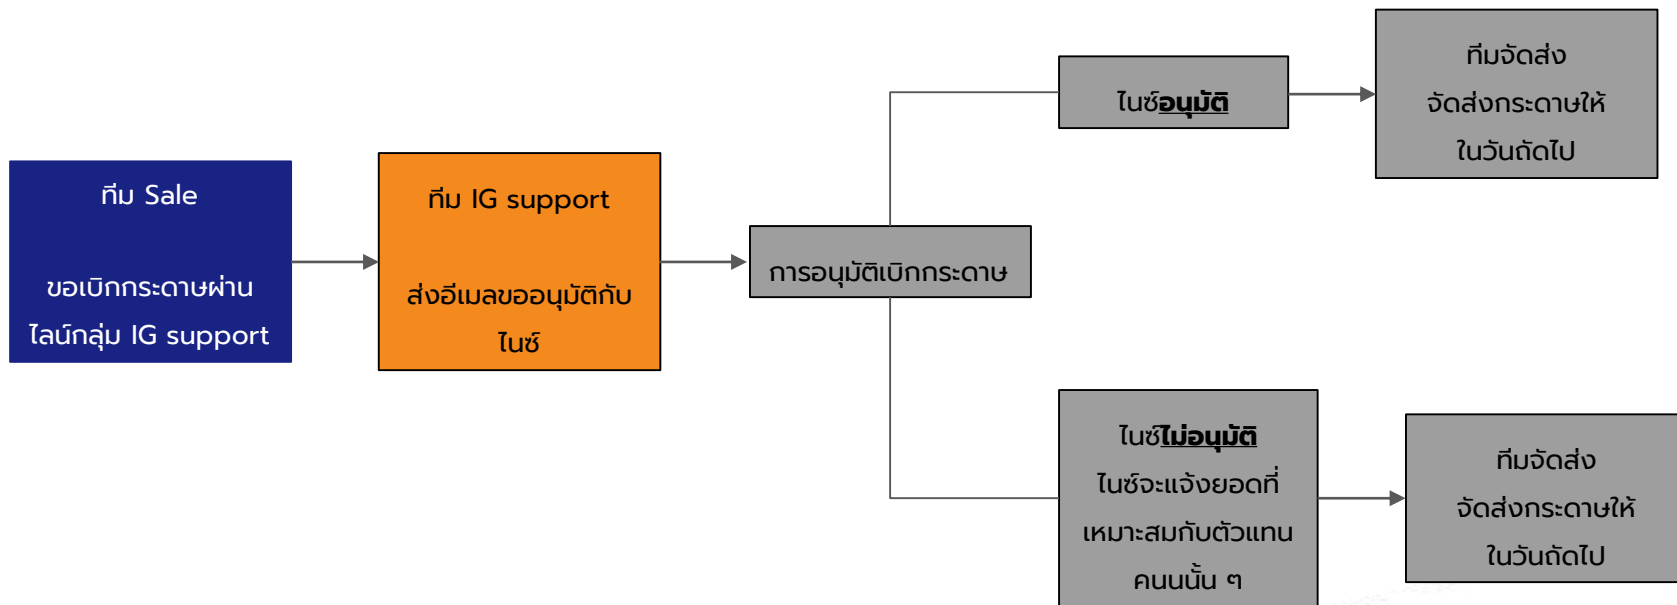 ทีม Sale
ขอเบิกกระดาษผ่าน
ไลน์กลุ่ม IG support
ทีม IG support
ส่งอีเมลขออนุมัติกับ
ไนซ์
การอนุมัติเบิกกระดาษ
ไนซ์อนุมัติ
ทีมจัดส่ง
จัดส่งกระดาษให้
ในวันถัดไป
ไนซ์ไม่อนุมัติ
ไนซ์จะแจ้งยอดที่
เหมาะสมกับตัวแทน
คนนนั้น ๆ
ทีมจัดส่ง
จัดส่งกระดาษให้
ในวันถัดไป